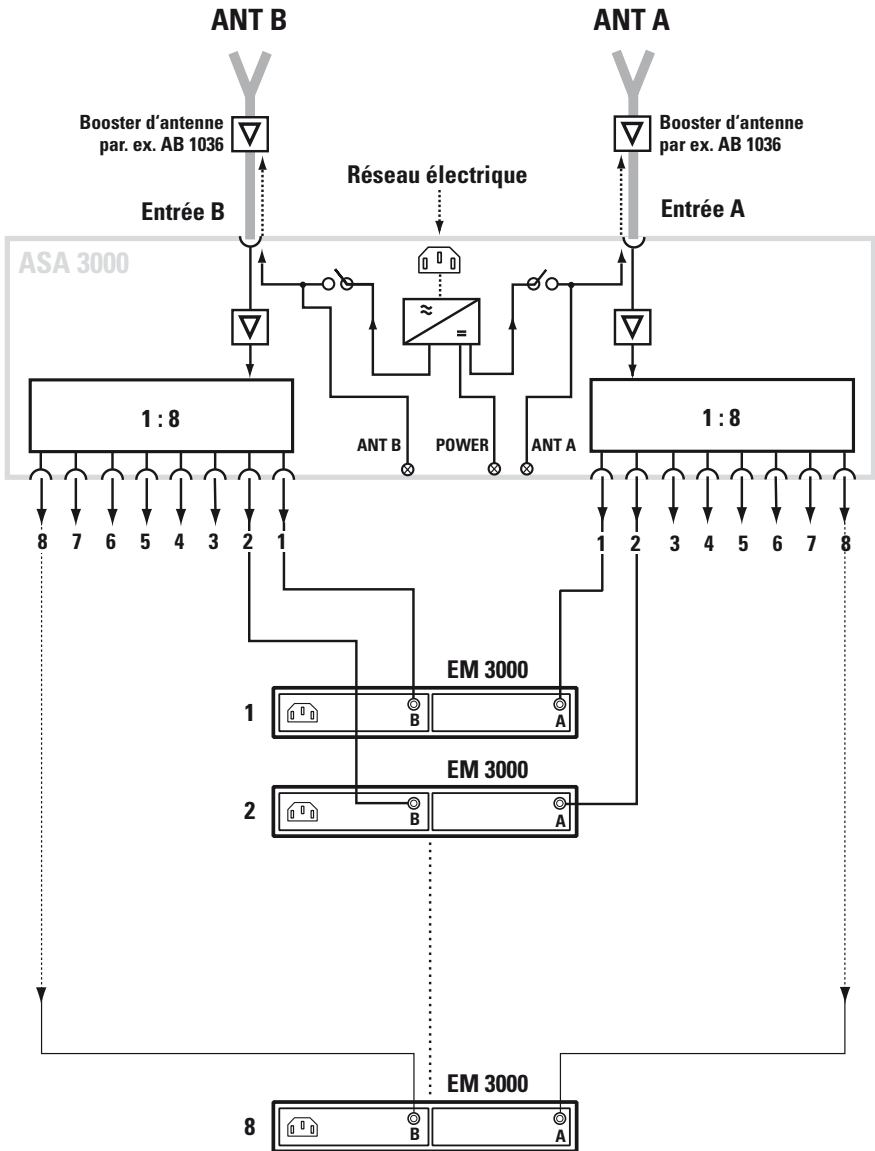 ANT B
ANT A
Booster d‘antenne
par. ex. AB 1036
Booster d‘antenne
par ex. AB 1036
Réseau électrique
Entrée B
Entrée A
ASA 3000
≈
=
1 : 8
1 : 8
ANT B
POWER
ANT A
8 7 6 5 4 3 2 1
1 2 3 4 5 6 7 8
EM 3000
1
B
A
EM 3000
2
B
A
EM 3000
8
B
A